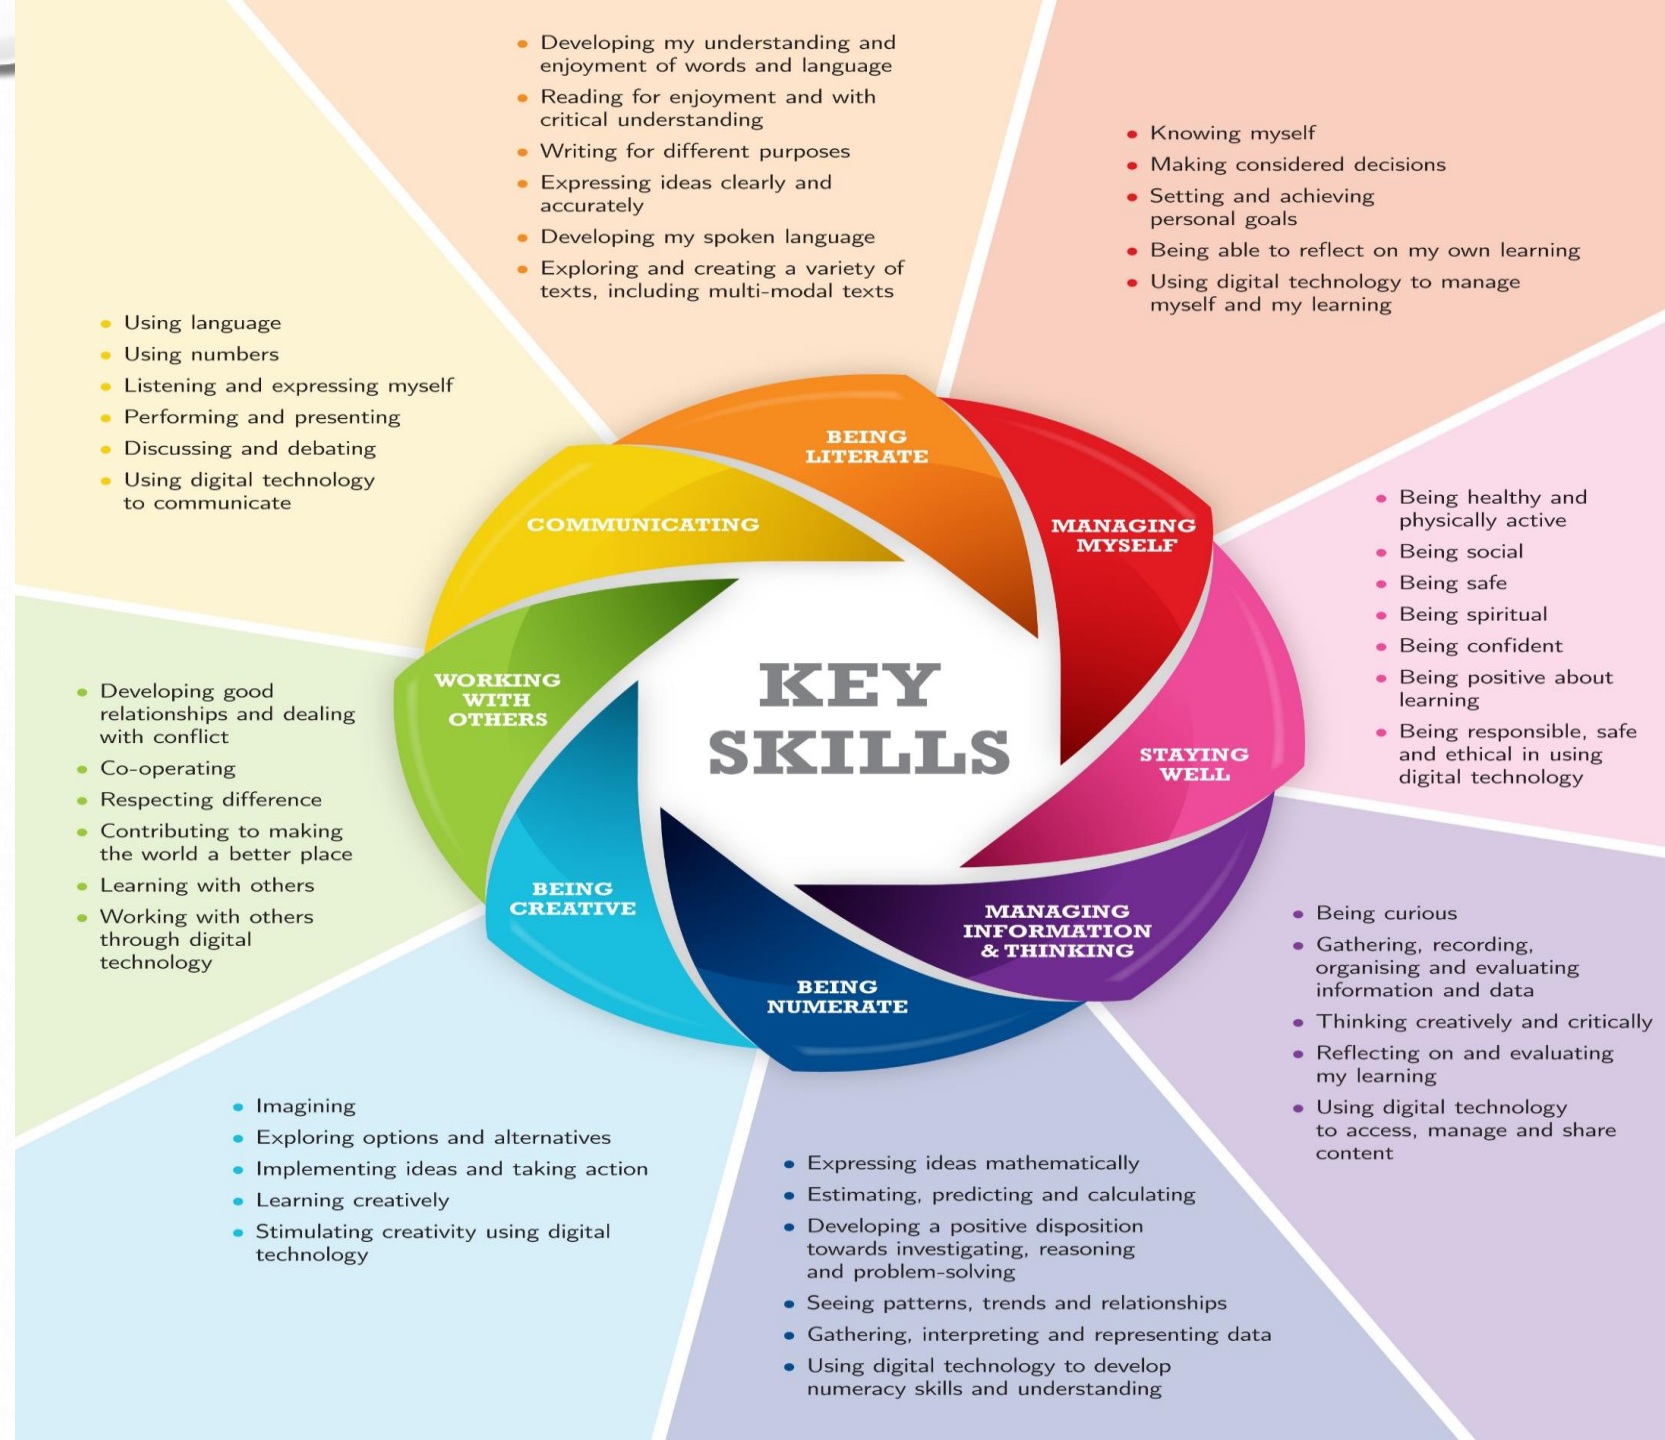 • Developing my understanding and
enjoyment of words and language
• Reading for enjoyment and with
critical understanding
• Writing for different purposes
• Expressing ideas clearly and
accurately
• Developing my spoken language
• Exploring and creating a variety of
texts, including multi-modal texts
• Knowing myself
• Making considered decisions
• Setting and achieving
personal goals
• Being able to reflect on my own learning
• Using digital technology to manage
myself and my learning
• Using language
• Using numbers
• Listening and expressing myself
• Performing and presenting
• Discussing and debating
• Using digital technology
to communicate
BEING
LITERATE
COMMUNICATING
MANAGING
MYSELF
• Being healthy and
physically active
• Being social
• Being safe
• Being spiritual
• Being confident
• Being positive about
learning
• Being responsible, safe
and ethical in using
digital technology
WORKING
WITH
OTHERS
KEY
SKILLS
STAYING
WELL
• Developing good
relationships and dealing
with conflict
• Co-operating
• Respecting difference
• Contributing to making
the world a better place
• Learning with others
• Working with others
through digital
technology
BEING
CREATIVE
MANAGING
INFORMATION
& THINKING
BEING
NUMERATE
• Being curious
• Gathering, recording,
organising and evaluating
information and data
• Thinking creatively and critically
• Reflecting on and evaluating
my learning
• Using digital technology
to access, manage and share
content
• Imagining
• Exploring options and alternatives
• Implementing ideas and taking action
• Learning creatively
• Stimulating creativity using digital
technology
• Expressing ideas mathematically
• Estimating, predicting and calculating
• Developing a positive disposition
towards investigating, reasoning
and problem-solving
• Seeing patterns, trends and relationships
• Gathering, interpreting and representing data
• Using digital technology to develop
numeracy skills and understanding